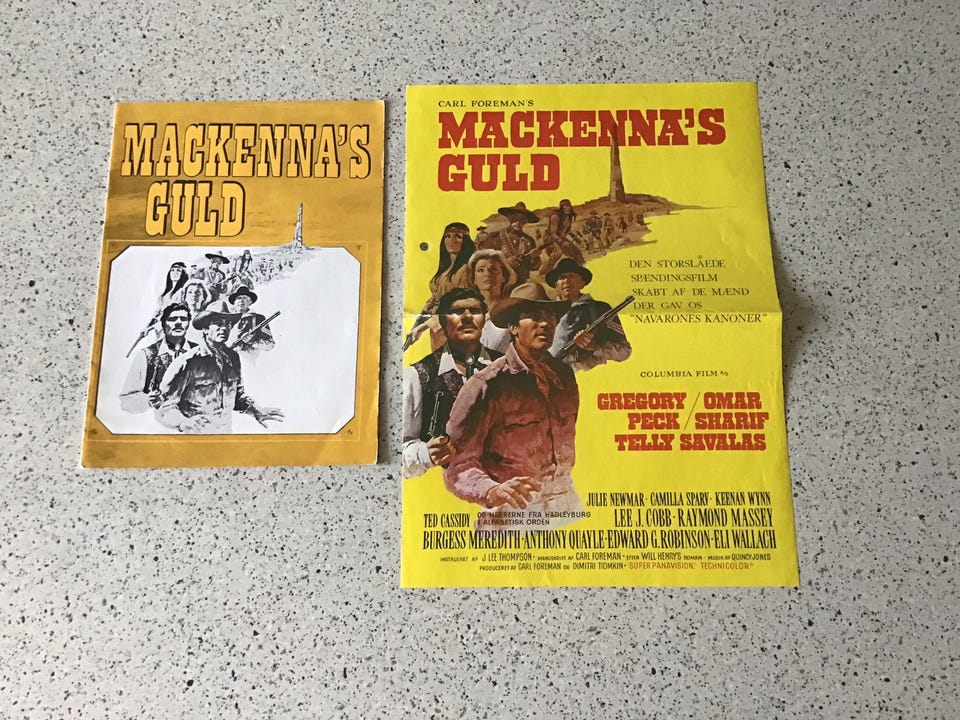 MACKENNA'S
GULD
CARL FOREMAN'S
MACKENNA'S
GULD
DEN STORSLÅEDE
SPÆNDINGSFILM
SKABT AF DE MÆND
DER GAV OS
"NAVARONES KANONER"
COLUMBIA FILM A/S
GREGORY / OMAR
PECK / SHARIF
TELLY SAVALAS
JULIE NEWMAR · CAMILLA SPARV · KEENAN WYNN
TED CASSIDY OG HERRERNE FRA HADLEYBURG
I ALFABETISK ORDEN LEE J. COBB · RAYMOND MASSEY
BURGESS MEREDITH · ANTHONY QUAYLE · EDWARD G. ROBINSON · ELI WALLACH
INSTRUERET AF J. LEE THOMPSON · MANUSKRIPT AF CARL FOREMAN · EFTER WILL HENRY'S ROMAN · MUSIK AF QUINCY JONES
PRODUCERET AF CARL FOREMAN OG DIMITRI TIOMKIN · SUPER PANAVISION, TECHNICOLOR®